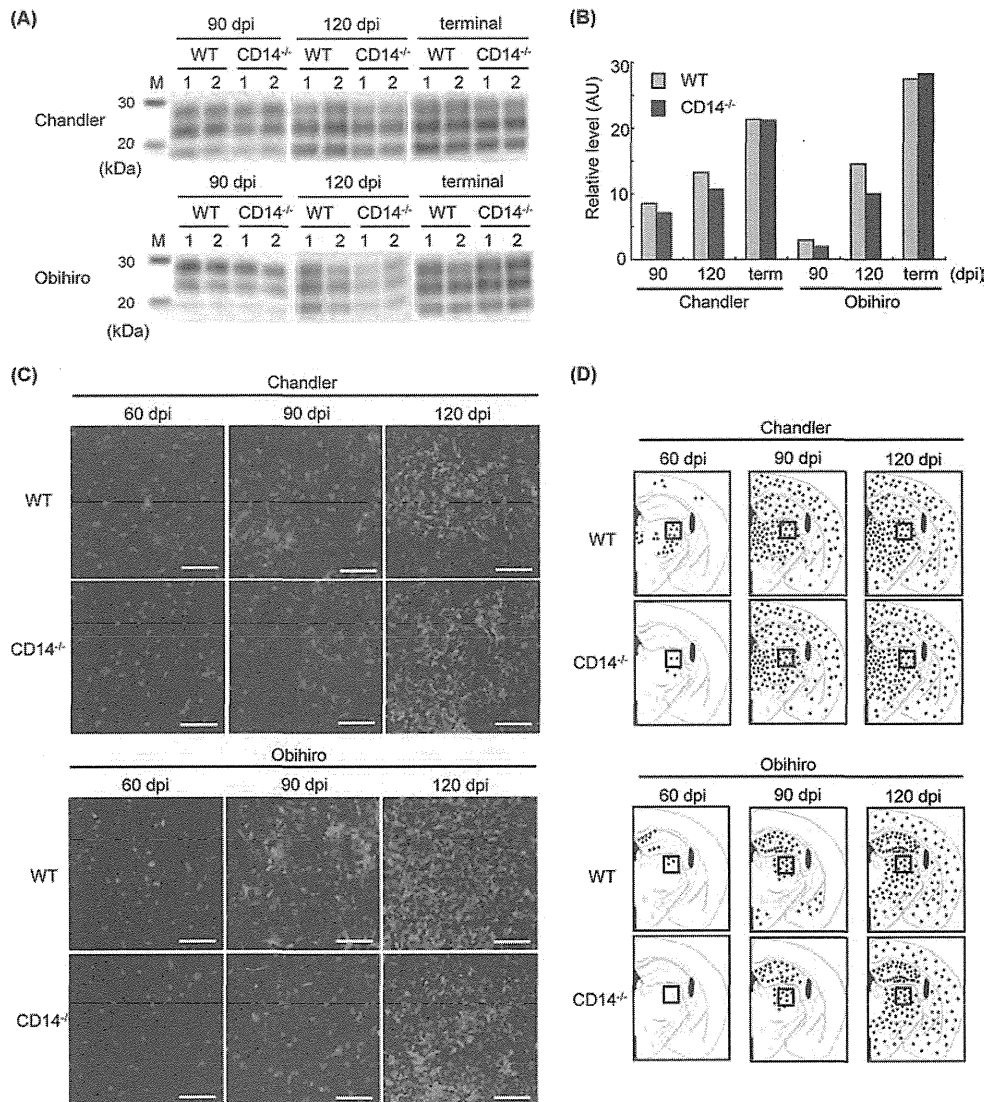 (A)
90 dpi 120 dpi terminal
WT CD14-/- WT CD14-/- WT CD14-/-
M 1 2 1 2 1 2 1 2 1 2 1 2
30
Chandler
20
(kDa)
90 dpi 120 dpi terminal
WT CD14-/- WT CD14-/- WT CD14-/-
M 1 2 1 2 1 2 1 2 1 2 1 2
30
Obihiro
20
(kDa)
(B)
WT
CD14-/-
Relative level (AU)
30
20
10
0
90 120 term 90 120 term (dpi)
Chandler Obihiro
(C)
Chandler
60 dpi 90 dpi 120 dpi
WT
CD14-/-
Obihiro
60 dpi 90 dpi 120 dpi
WT
CD14-/
(D)
Chandler
60 dpi 90 dpi 120 dpi
WT
CD14-/-
Obihiro
60 dpi 90 dpi 120 dpi
WT
CD14-/-